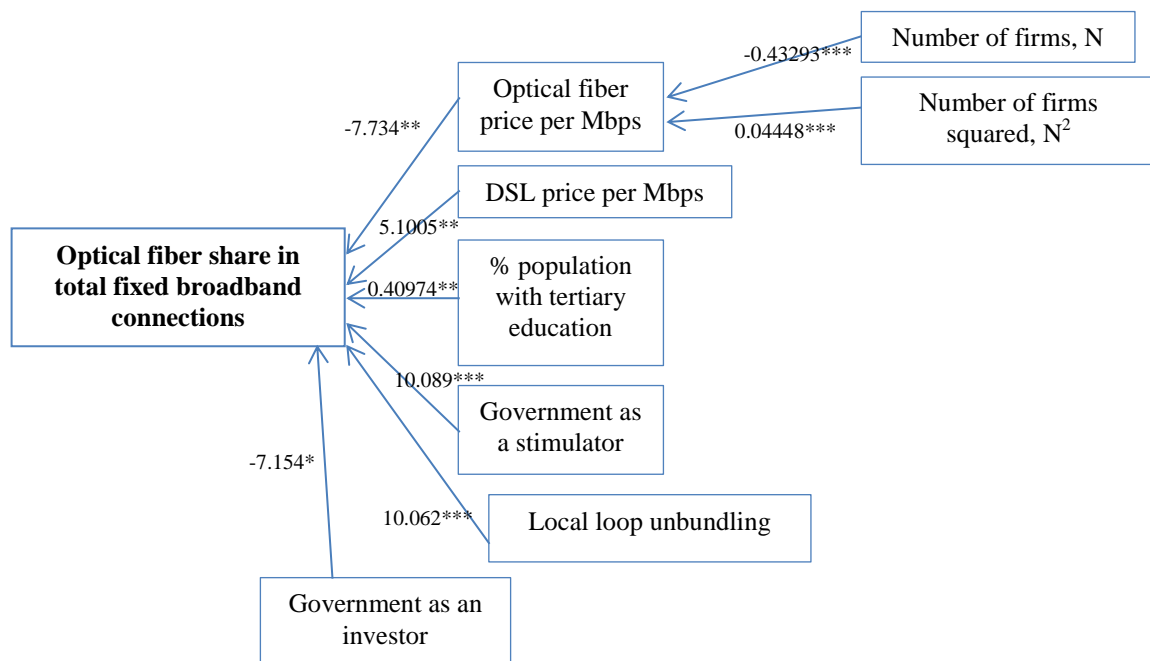 Number of firms, N
-0.43293***
Optical fiber
price per Mbps
Number of firms
squared, N²
0.04448***
-7.734**
DSL price per Mbps
5.1005**
Optical fiber share in
total fixed broadband
connections
% population
with tertiary
education
0.40974**
10.089***
Government as
a stimulator
-7.154*
10.062***
Local loop unbundling
Government as an
investor